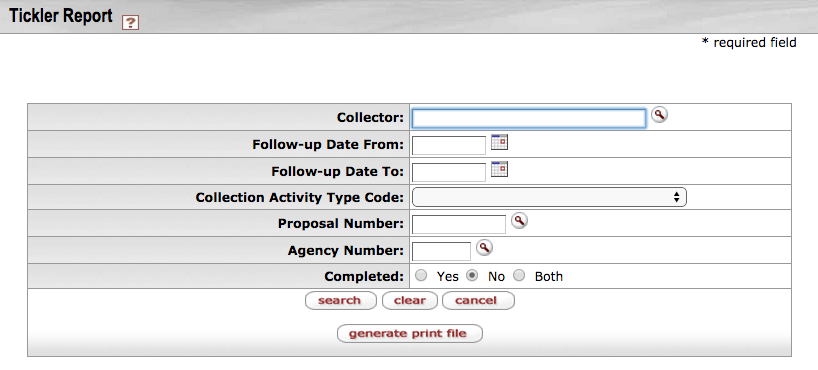 Tickler Report ?
* required field
Collector:
Follow-up Date From:
Follow-up Date To:
Collection Activity Type Code:
Proposal Number:
Agency Number:
Completed: Yes No Both
search clear cancel
generate print file